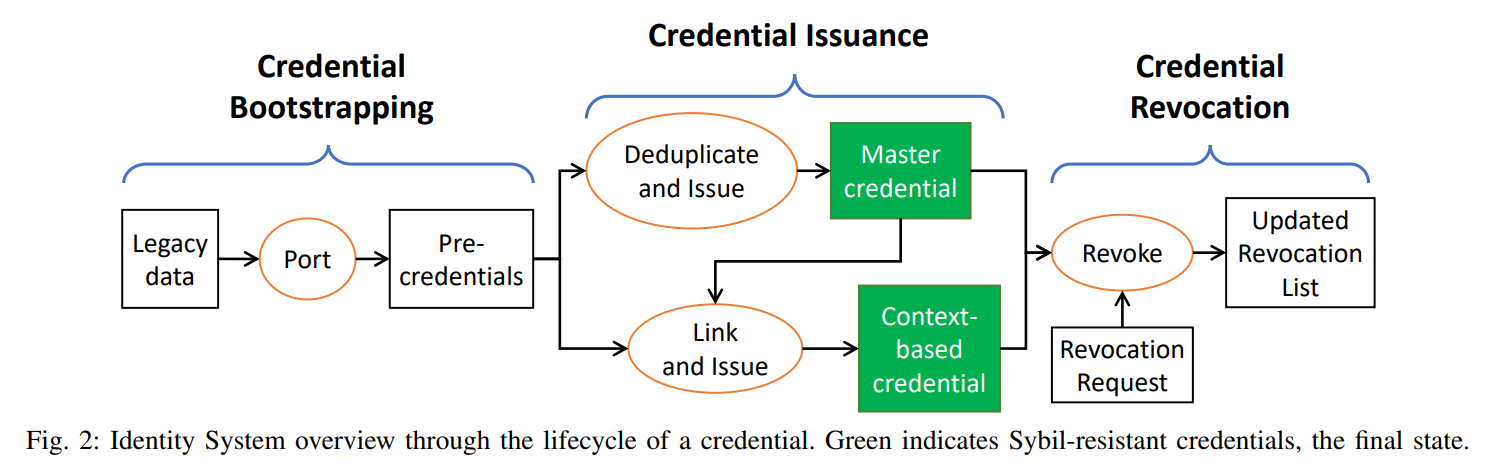 Credential
Bootstrapping
Credential Issuance
Credential
Revocation
Legacy
data
Port
Pre-
credentials
Deduplicate
and Issue
Master
credential
Link
and Issue
Context-
based
credential
Revoke
Updated
Revocation
List
Revocation
Request
Fig. 2: Identity System overview through the lifecycle of a credential. Green indicates Sybil-resistant credentials, the final state.